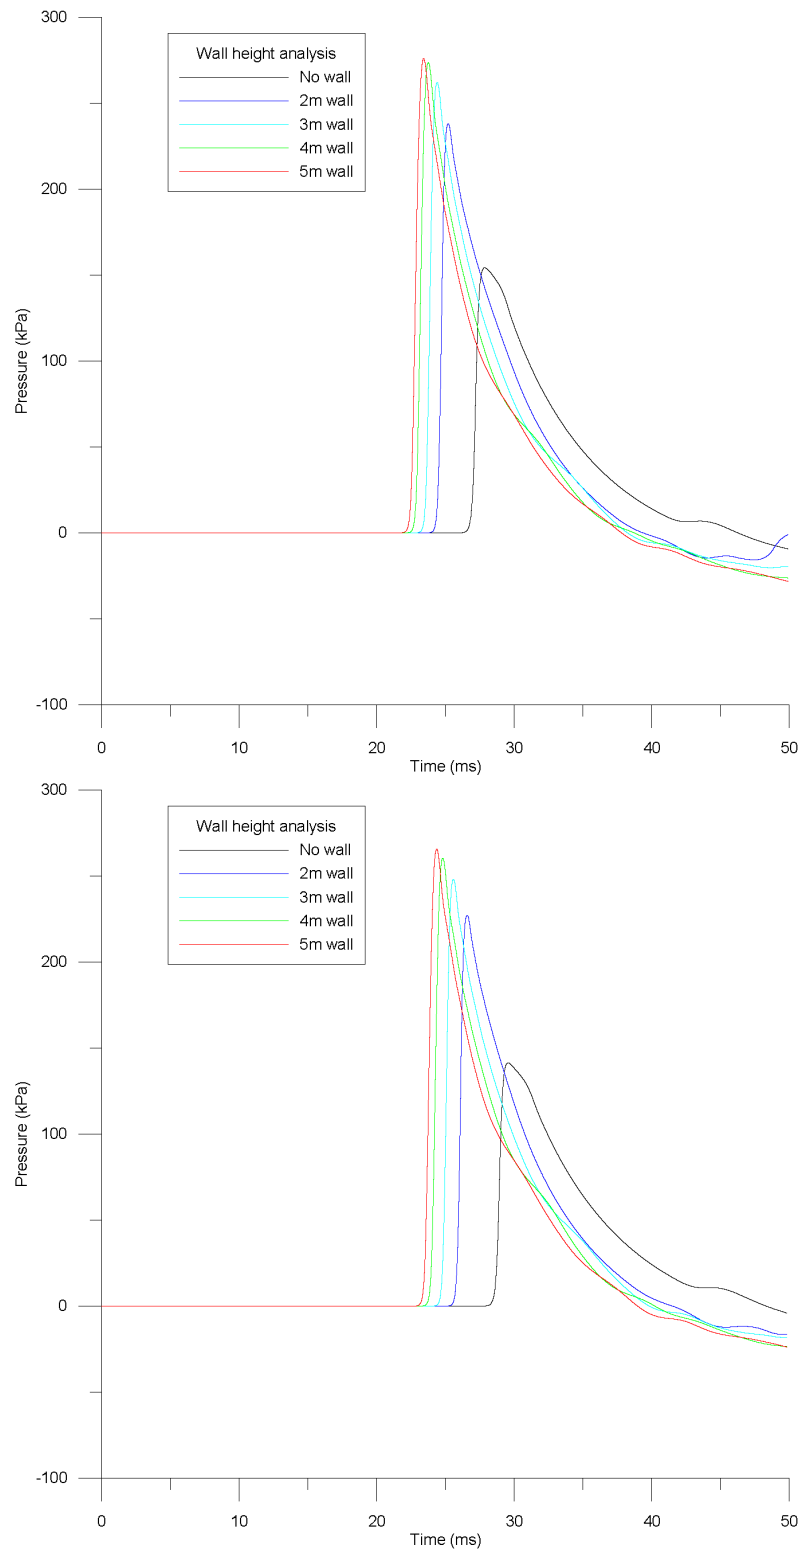 300
Wall height analysis
No wall
2m wall
3m wall
4m wall
5m wall
200
100
0
-100
Pressure (kPa)
0 10 20 30 40 50
Time (ms)
300
Wall height analysis
No wall
2m wall
3m wall
4m wall
5m wall
200
100
0
-100
Pressure (kPa)
0 10 20 30 40 50
Time (ms)